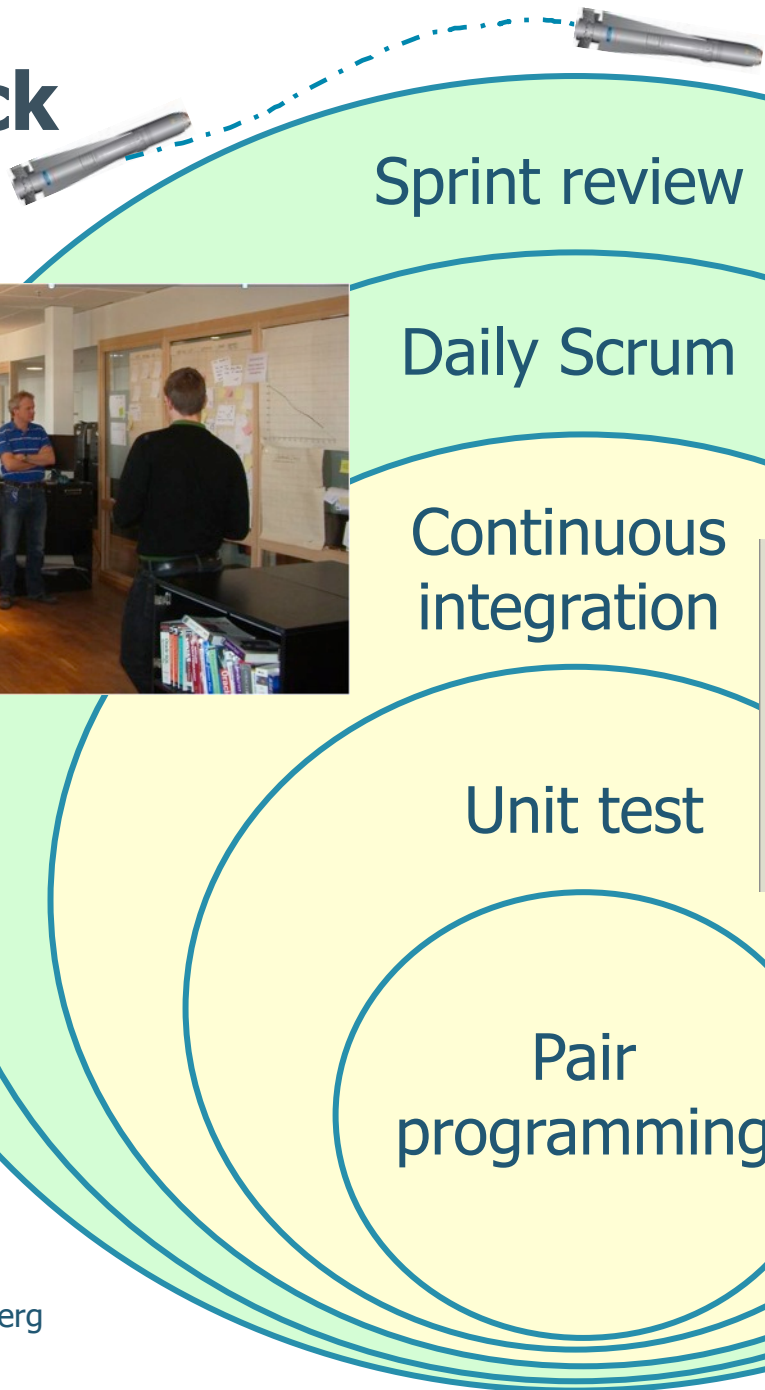 ck
Sprint review
Daily Scrum
Continuous
integration
Unit test
Pair
programming
erg